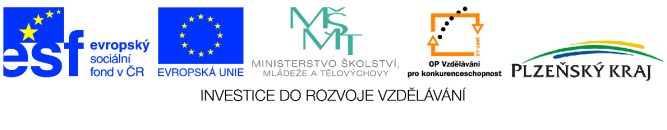 esf evropský
sociální
fond v ČR
EVROPSKÁ UNIE
MŠMT
MINISTERSTVO ŠKOLSTVÍ,
MLÁDEŽE A TĚLOVÝCHOVY
OP Vzdělávání
pro konkurenceschopnost
PLZEŇSKÝ KRAJ
INVESTICE DO ROZVOJE VZDĚLÁVÁNÍ